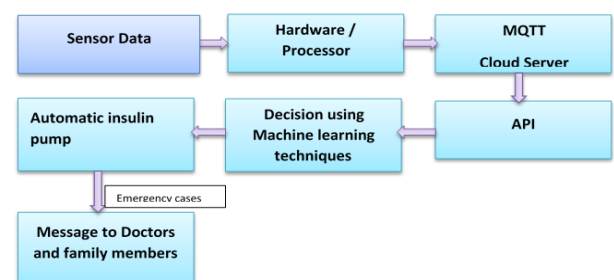 Sensor Data
Hardware /
Processor
MQTT
Cloud Server
Automatic insulin
pump
Decision using
Machine learning
techniques
API
Emergency cases
Message to Doctors
and family members